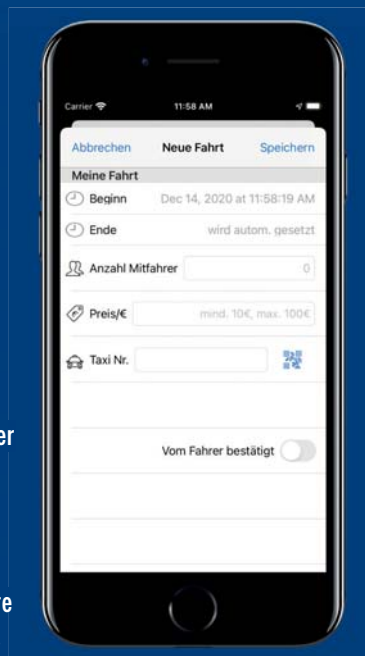 Carrier 11:58 AM
Abbrechen Neue Fahrt Speichern
Meine Fahrt
Beginn Dec 14, 2020 at 11:58:19 AM
Ende wird autom. gesetzt
Anzahl Mitfahrer 0
Preis/€ mind. 10€, max. 100€
Taxi Nr.
er
Vom Fahrer bestätigt